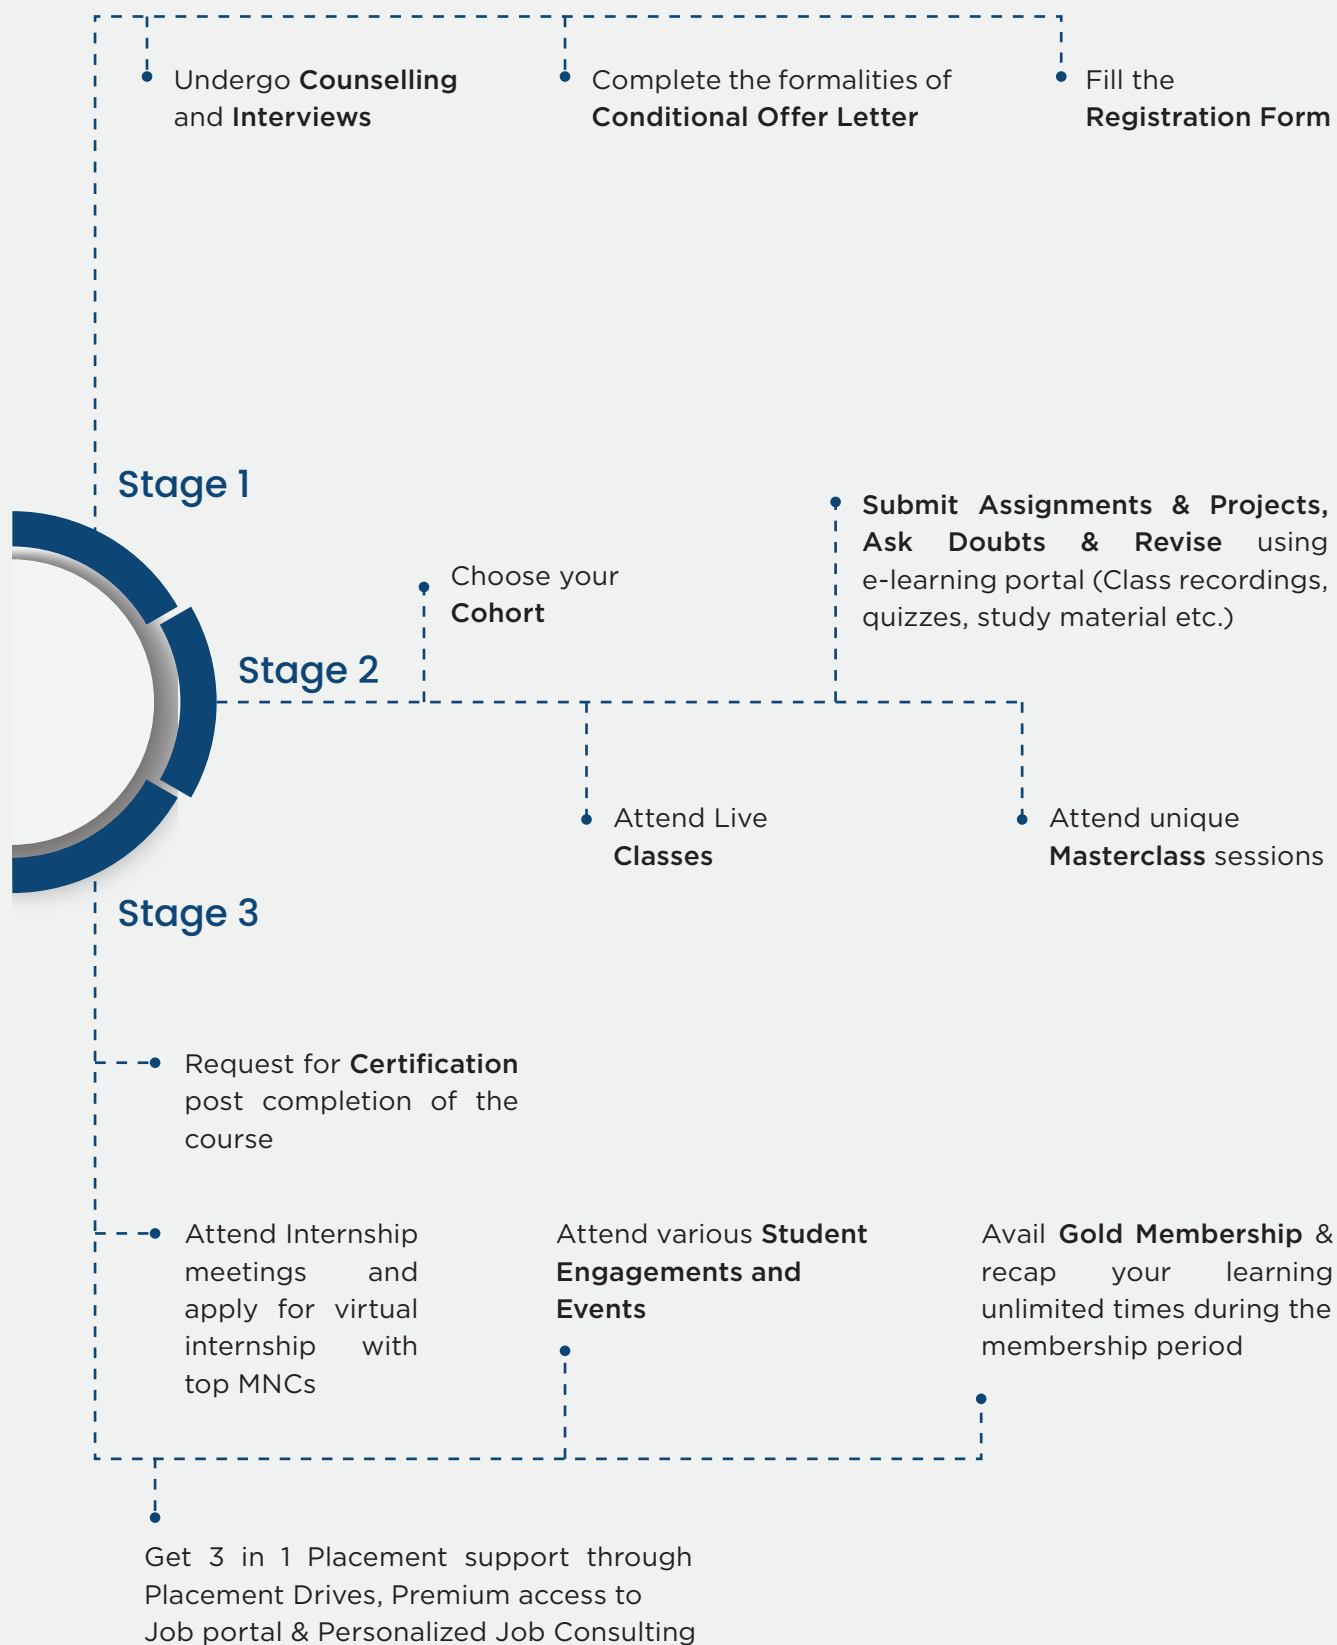 Undergo Counselling
and Interviews
Complete the formalities of
Conditional Offer Letter
Fill the
Registration Form
Stage 1
Submit Assignments & Projects,
Ask Doubts & Revise using
e-learning portal (Class recordings,
quizzes, study material etc.)
Choose your
Cohort
Stage 2
Attend Live
Classes
Attend unique
Masterclass sessions
Stage 3
Request for Certification
post completion of the
course
Attend Internship
meetings and
apply for virtual
internship with
top MNCs
Attend various Student
Engagements and
Events
Avail Gold Membership &
recap your learning
unlimited times during the
membership period
Get 3 in 1 Placement support through
Placement Drives, Premium access to
Job portal & Personalized Job Consulting